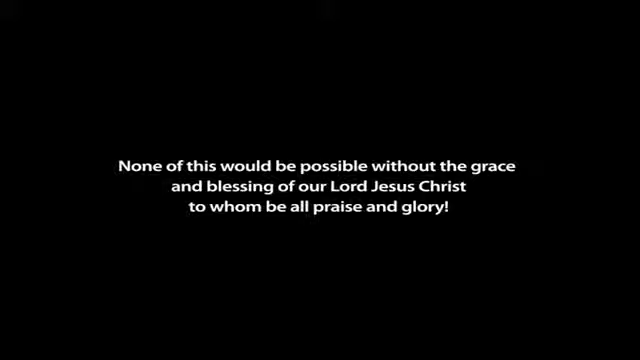 None of this would be possible without the grace
and blessing of our Lord Jesus Christ
to whom be all praise and glory!